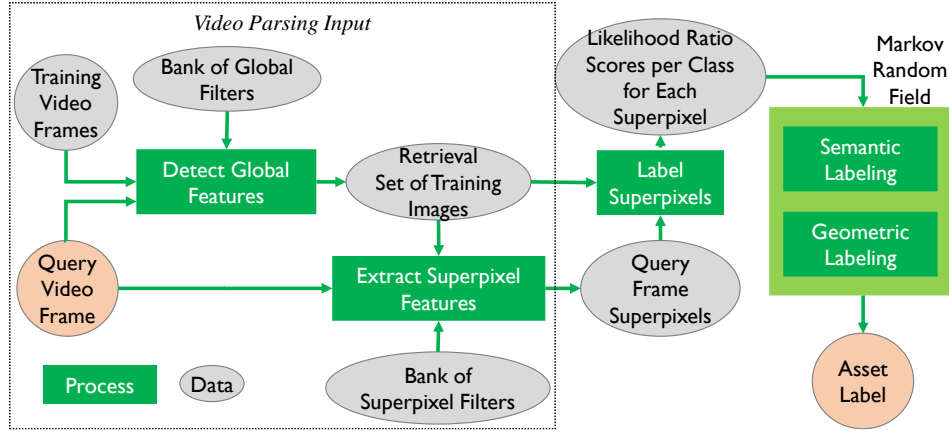 Video Parsing Input
Training
Video
Frames
Bank of Global
Filters
Likelihood Ratio
Scores per Class
for Each
Superpixel
Markov
Random
Field
Detect Global
Features
Retrieval
Set of Training
Images
Label
Superpixels
Semantic
Labeling
Geometric
Labeling
Query
Video
Frame
Extract Superpixel
Features
Query
Frame
Superpixels
Process
Data
Bank of
Superpixel Filters
Asset
Label